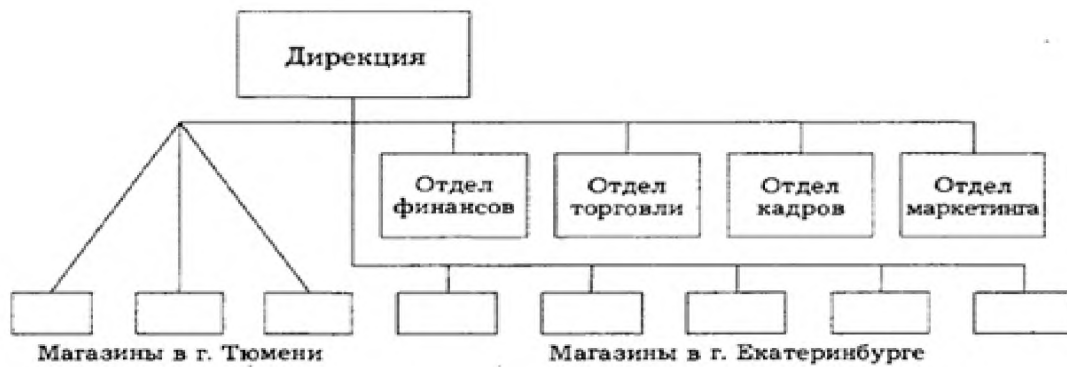 Дирекция
Отдел
финансов
Отдел
торговли
Отдел
кадров
Отдел
маркетинга
Магазины в г. Тюмени
Магазины в г. Екатеринбурге